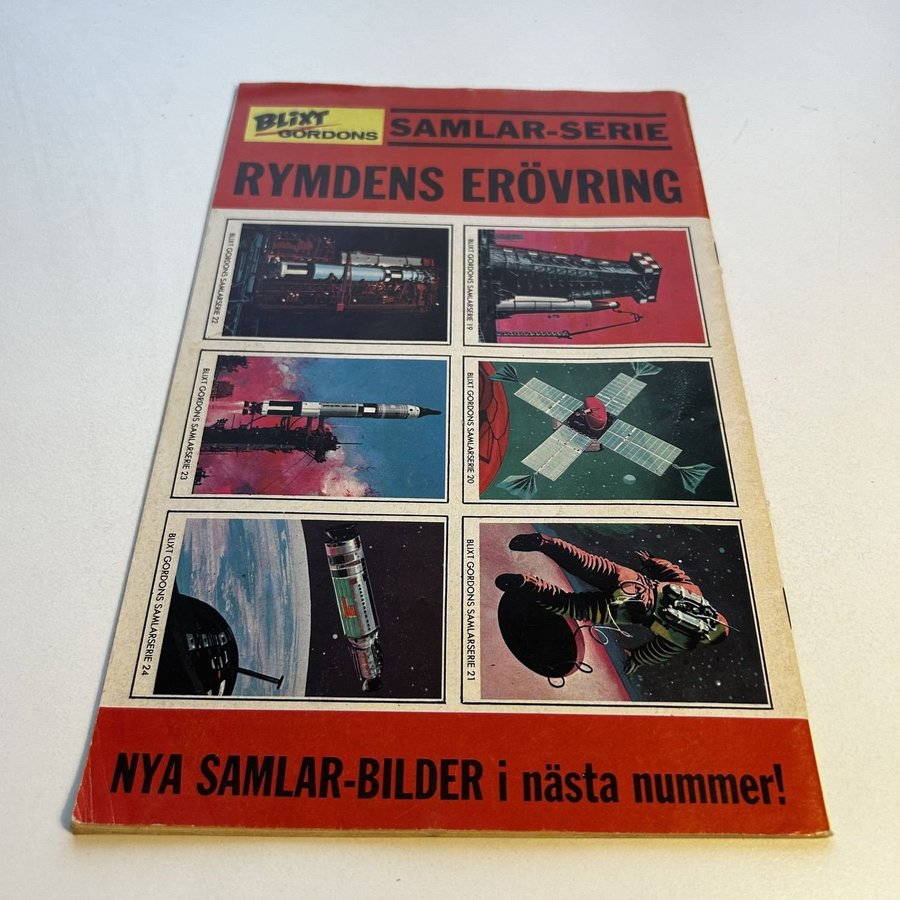 BLIXT
GORDONS
SAMLAR-SERIE
RYMDENS ERÖVRING
BLIXT GORDONS SAMLARSERIE 22
BLIXT GORDONS SAMLARSERIE 19
BLIXT GORDONS SAMLARSERIE 23
BLIXT GORDONS SAMLARSERIE 20
BLIXT GORDONS SAMLARSERIE 24
BLIXT GORDONS SAMLARSERIE 21
NYA SAMLAR-BILDER i nästa nummer!